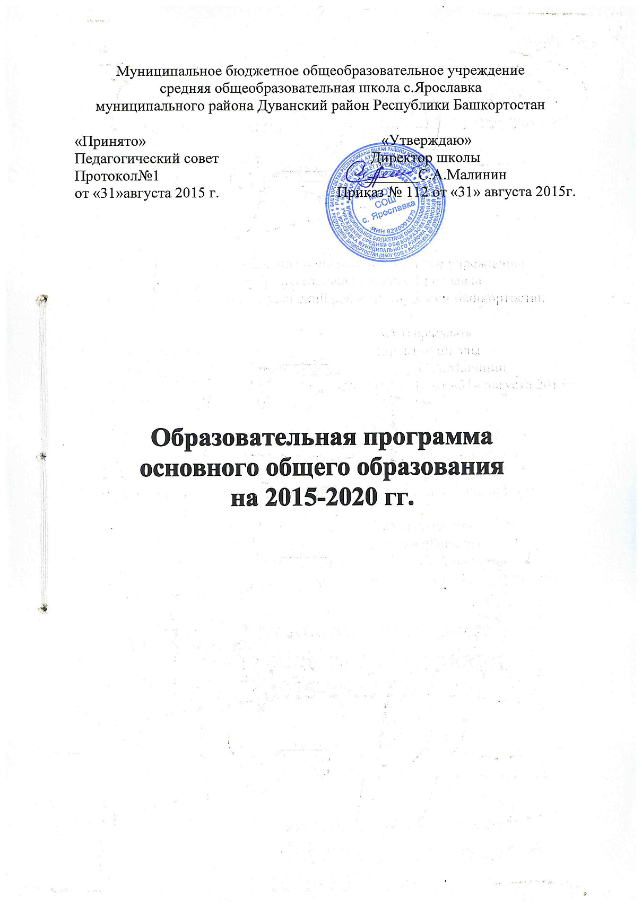 Муниципальное бюджетное общеобразовательное учреждение
средняя общеобразовательная школа с.Ярославка
муниципального района Дуванский район Республики Башкортостан
«Принято» «Утверждаю»
Педагогический совет Директор школы
Протокол№1 С.А.Малинин
от «31»августа 2015 г. Приказ № 112 от «31» августа 2015г.
СОШ
с. Ярославка
Образовательная программа
основного общего образования
на 2015-2020 гг.